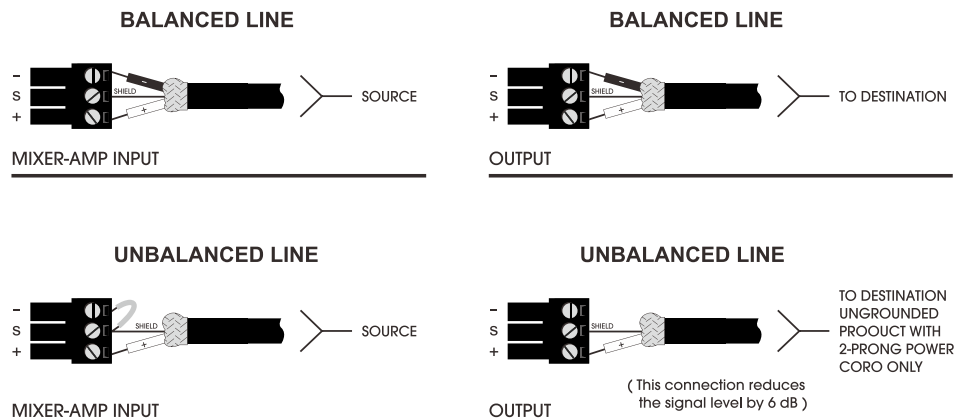 BALANCED LINE
-
S
+
SHIELD
-
+
SOURCE
MIXER-AMP INPUT
BALANCED LINE
-
S
+
SHIELD
-
+
TO DESTINATION
OUTPUT
UNBALANCED LINE
-
S
+
SHIELD
+
SOURCE
MIXER-AMP INPUT
UNBALANCED LINE
-
S
+
SHIELD
+
TO DESTINATION
UNGROUNDED
PROOUCT WITH
2-PRONG POWER
CORO ONLY
( This connection reduces
the signal level by 6 dB )
OUTPUT